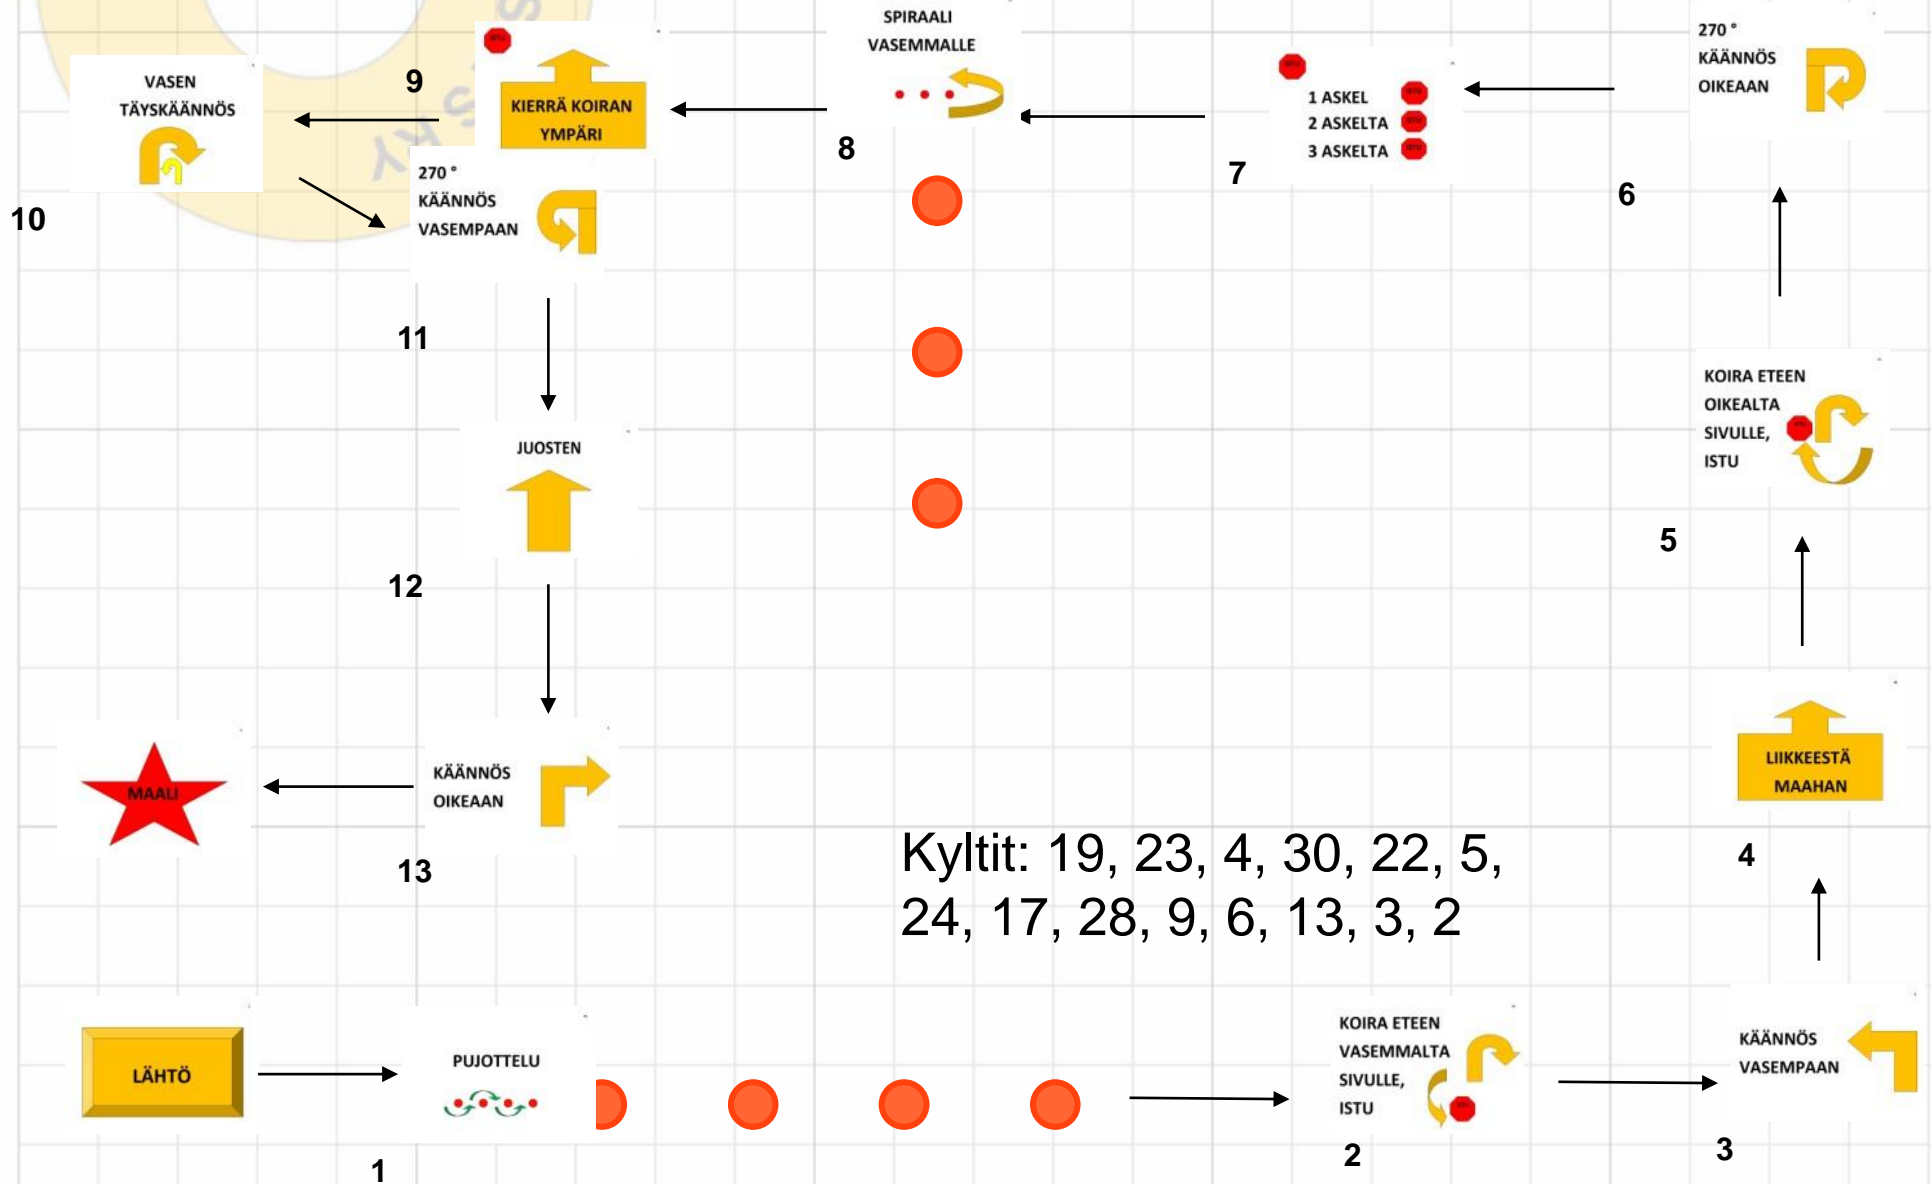 SPIRAALI
VASEMMALLE
8
KIERRÄ KOIRAN
YMPÄRI
9
VASEN
TÄYSKÄÄNNÖS
10
270 °
KÄÄNNÖS
OIKEAAN
6
1 ASKEL
2 ASKELTA
3 ASKELTA
7
SKY
270 °
KÄÄNNÖS
VASEMPAAN
11
KOIRA ETEEN
OIKEALTA
SIVULLE,
ISTU
5
JUOSTEN
12
LIIKKEESTÄ
MAAHAN
4
MAALI
KÄÄNNÖS
OIKEAAN
13
Kyltit: 19, 23, 4, 30, 22, 5,
24, 17, 28, 9, 6, 13, 3, 2
LÄHTÖ
PUJOTTELU
1
KOIRA ETEEN
VASEMMALTA
SIVULLE,
ISTU
2
KÄÄNNÖS
VASEMPAAN
3